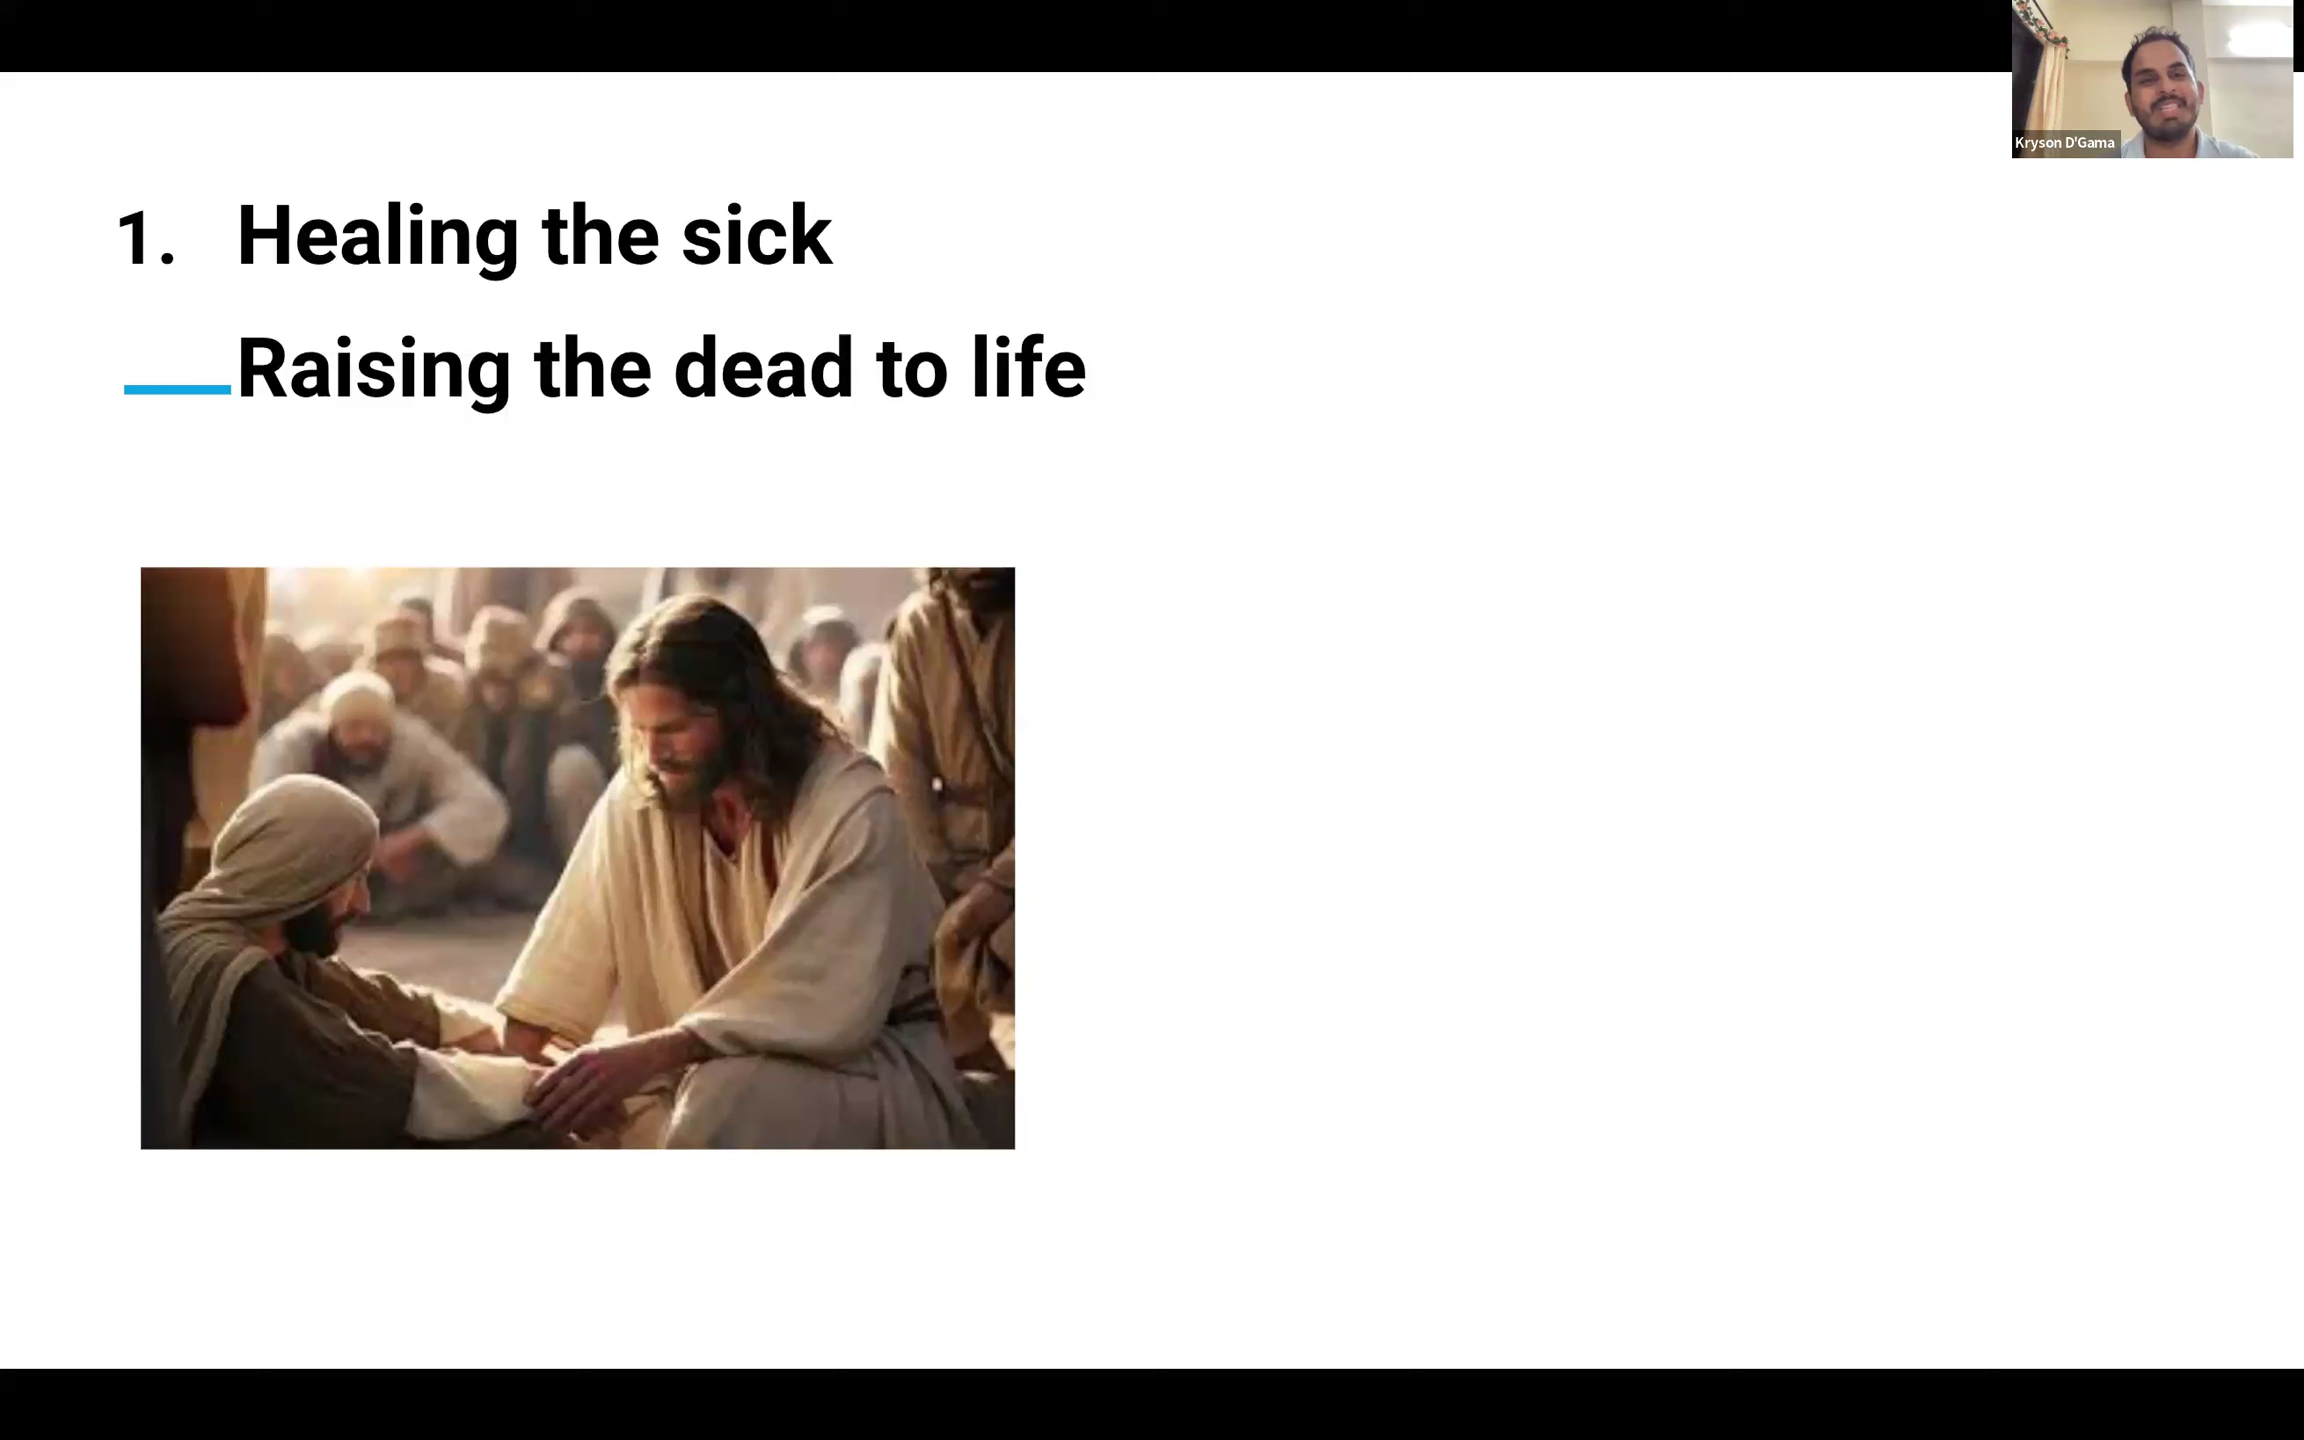 1. Healing the sick
Raising the dead to life
Kryson D'Gama